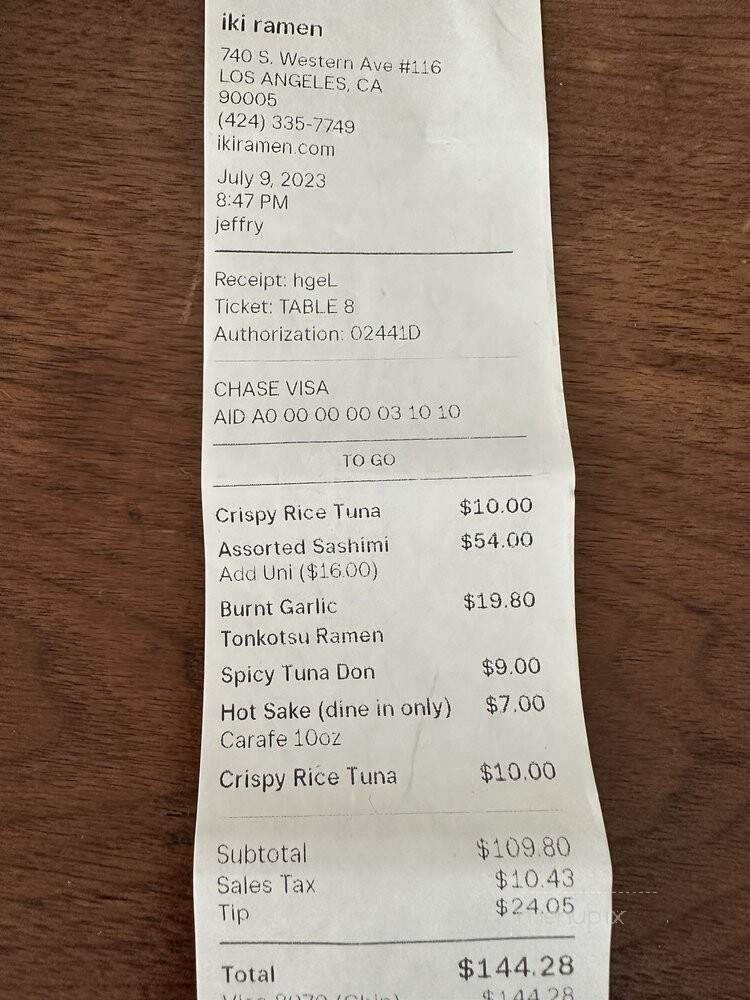 iki ramen
740 S. Western Ave #116
LOS ANGELES, CA
90005
(424) 335-7749
ikiramen.com
July 9, 2023
8:47 PM
jeffry
Receipt: hgeL
Ticket: TABLE 8
Authorization: 02441D
CHASE VISA
AID A0 00 00 00 03 10 10
TO GO
Crispy Rice Tuna $10.00
Assorted Sashimi $54.00
Add Uni ($16.00)
Burnt Garlic $19.80
Tonkotsu Ramen
Spicy Tuna Don $9.00
Hot Sake (dine in only) $7.00
Carafe 10oz
Crispy Rice Tuna $10.00
Subtotal $109.80
Sales Tax $10.43
Tip $24.05
Total $144.28
$144.28